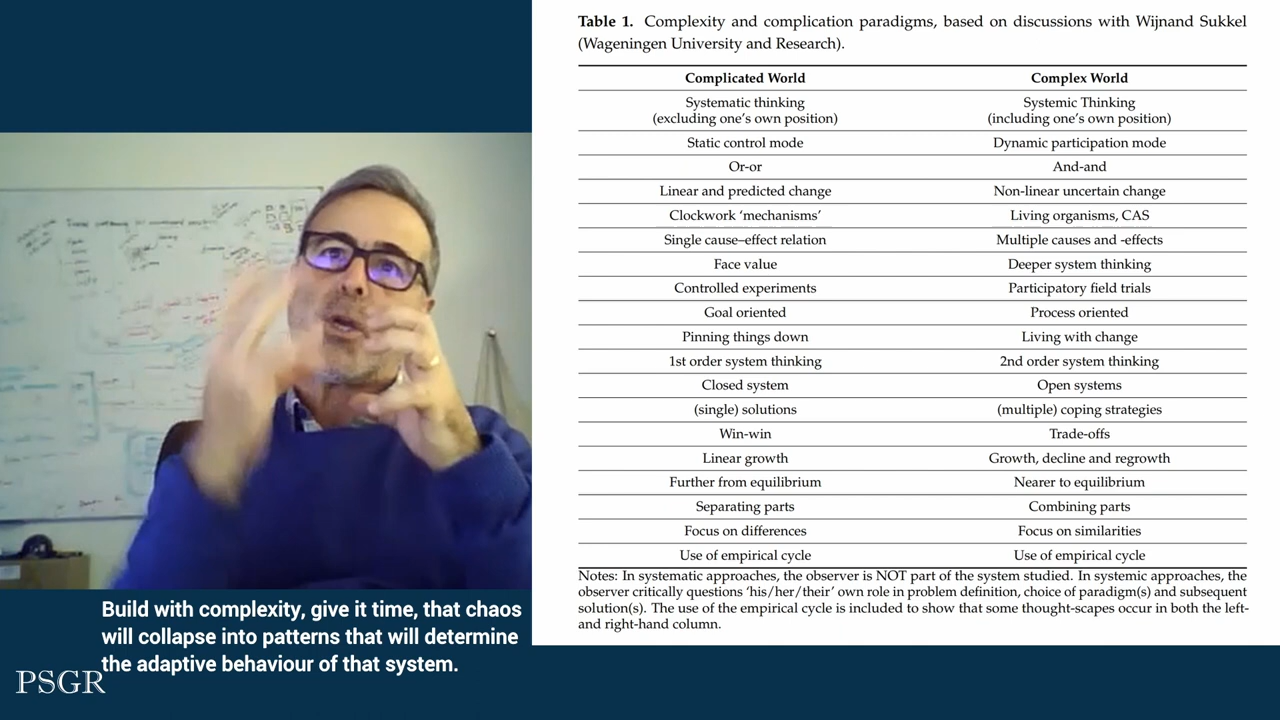 Table 1. Complexity and complication paradigms, based on discussions with Wijnand Sukkel
(Wageningen University and Research).
Complicated World Complex World
Systematic thinking
(excluding one's own position)
Systemic Thinking
(including one's own position)
Static control mode Dynamic participation mode
Or-or And-and
Linear and predicted change Non-linear uncertain change
Clockwork 'mechanisms' Living organisms, CAS
Single cause–effect relation Multiple causes and -effects
Face value Deeper system thinking
Controlled experiments Participatory field trials
Goal oriented Process oriented
Pinning things down Living with change
1st order system thinking 2nd order system thinking
Closed system Open systems
(single) solutions (multiple) coping strategies
Win-win Trade-offs
Linear growth Growth, decline and regrowth
Further from equilibrium Nearer to equilibrium
Separating parts Combining parts
Focus on differences Focus on similarities
Use of empirical cycle Use of empirical cycle
Notes: In systematic approaches, the observer is NOT part of the system studied. In systemic approaches, the
observer critically questions 'his/her/their' own role in problem definition, choice of paradigm(s) and subsequent
solution(s). The use of the empirical cycle is included to show that some thought-scapes occur in both the left-
and right-hand column.
Build with complexity, give it time, that chaos
will collapse into patterns that will determine
the adaptive behaviour of that system.
PSGR